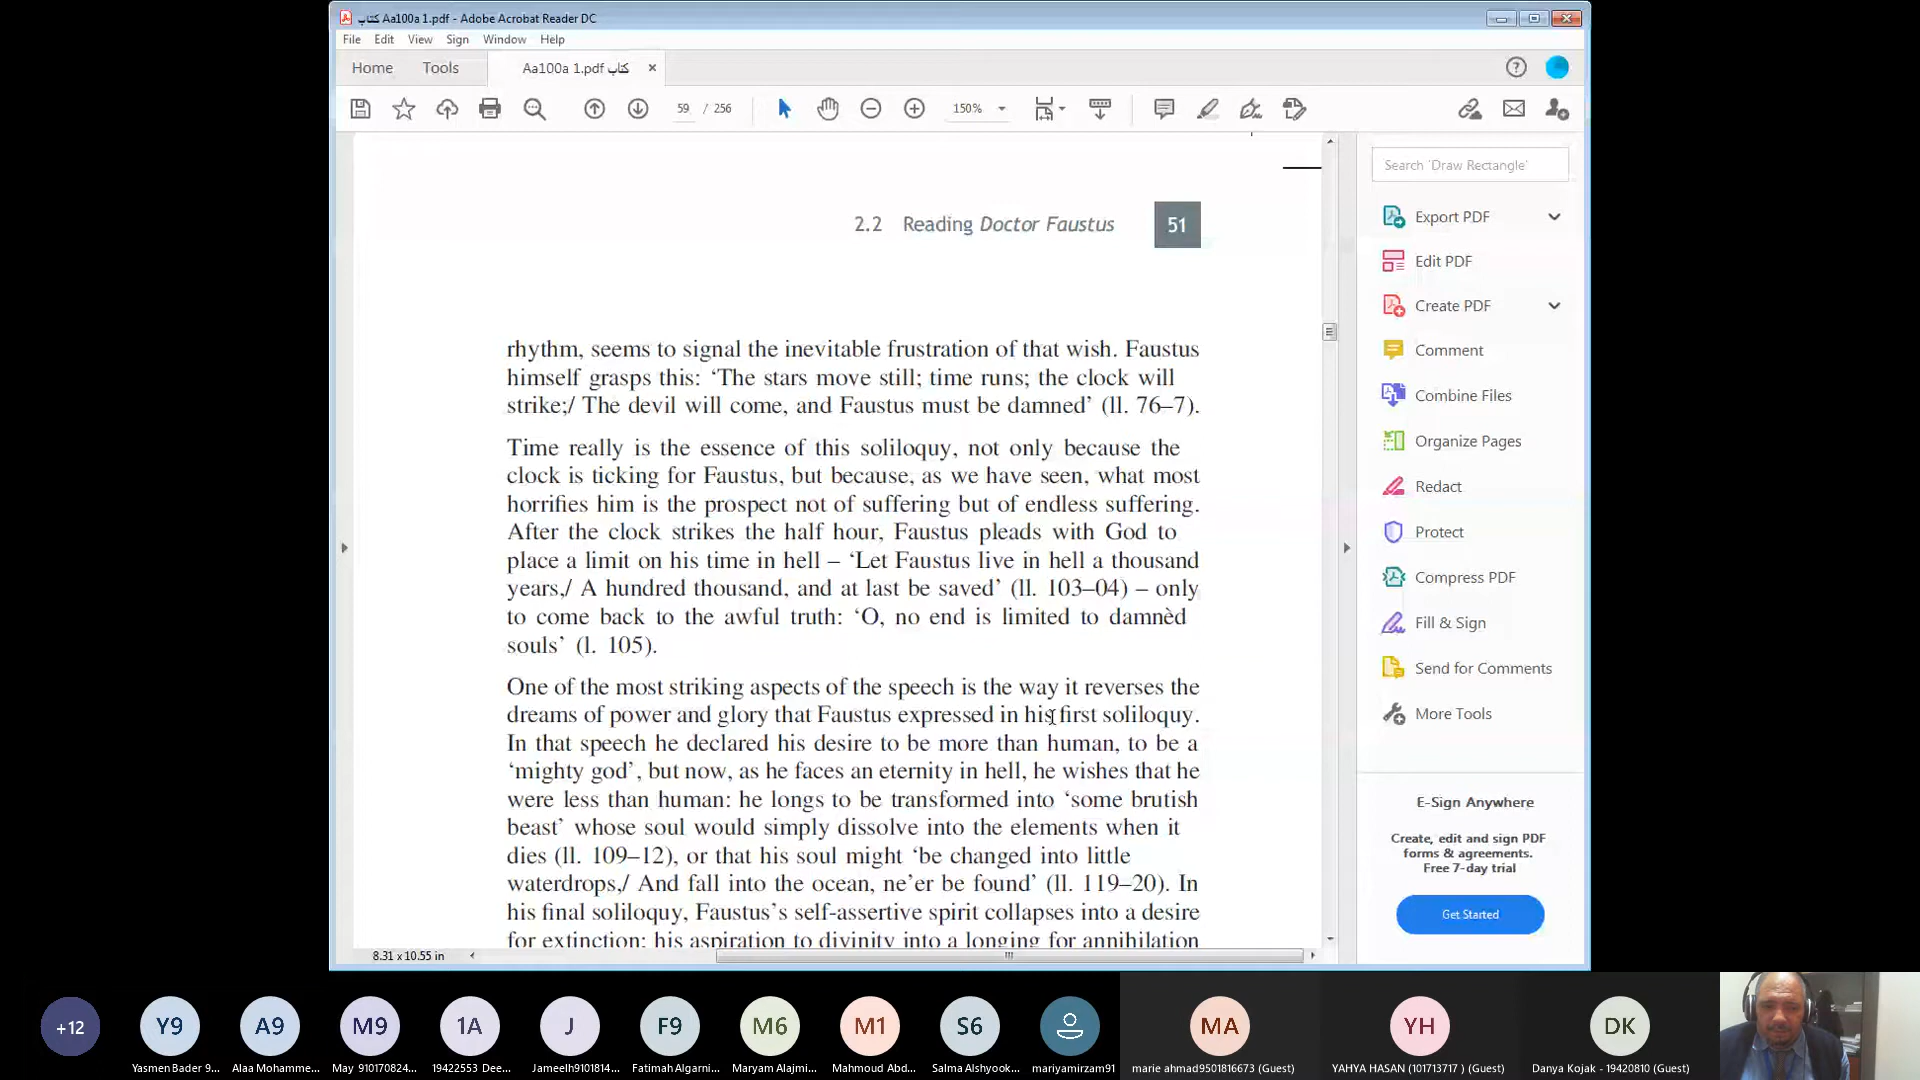 كتاب Aa100a 1.pdf - Adobe Acrobat Reader DC
File Edit View Sign Window Help
Home Tools Aa100a 1.pdf كتاب
59 / 256 150%
Search 'Draw Rectangle'
Export PDF
Edit PDF
Create PDF
Comment
Combine Files
Organize Pages
Redact
Protect
Compress PDF
Fill & Sign
Send for Comments
More Tools
E-Sign Anywhere
Create, edit and sign PDF
forms & agreements.
Free 7-day trial
Get Started
2.2 Reading Doctor Faustus 51
rhythm, seems to signal the inevitable frustration of that wish. Faustus
himself grasps this: ‘The stars move still; time runs; the clock will
strike;/ The devil will come, and Faustus must be damned’ (ll. 76–7).
Time really is the essence of this soliloquy, not only because the
clock is ticking for Faustus, but because, as we have seen, what most
horrifies him is the prospect not of suffering but of endless suffering.
After the clock strikes the half hour, Faustus pleads with God to
place a limit on his time in hell – ‘Let Faustus live in hell a thousand
years,/ A hundred thousand, and at last be saved’ (ll. 103–04) – only
to come back to the awful truth: ‘O, no end is limited to damnèd
souls’ (l. 105).
One of the most striking aspects of the speech is the way it reverses the
dreams of power and glory that Faustus expressed in his first soliloquy.
In that speech he declared his desire to be more than human, to be a
‘mighty god’, but now, as he faces an eternity in hell, he wishes that he
were less than human: he longs to be transformed into ‘some brutish
beast’ whose soul would simply dissolve into the elements when it
dies (ll. 109–12), or that his soul might ‘be changed into little
waterdrops,/ And fall into the ocean, ne’er be found’ (ll. 119–20). In
his final soliloquy, Faustus’s self-assertive spirit collapses into a desire
for extinction; his aspiration to divinity into a longing for annihilation
8.31 x 10.55 in
+12 Y9 A9 M9 1A J F9 M6 M1 S6 MA YH DK
Yasmen Bader 9... Alaa Mohamme... May 910170824... 19422553 Dee... Jameelh9101814... Fatimah Algarni... Maryam Alajmi... Mahmoud Abd... Salma Alshyook... mariyamirzam91 marie ahmad9501816673 (Guest) YAHYA HASAN (101713717 ) (Guest) Danya Kojak - 19420810 (Guest)